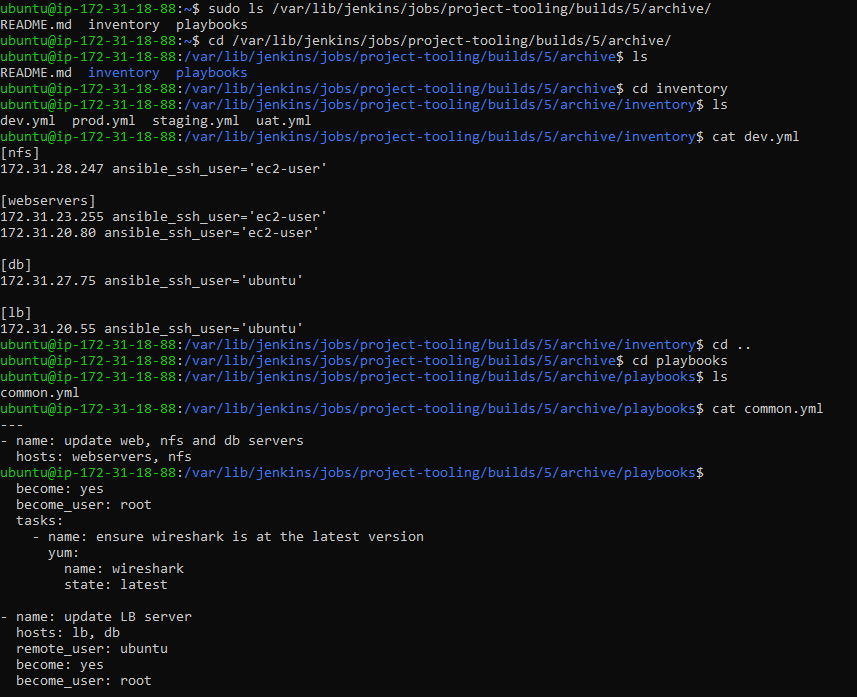 ubuntu@ip-172-31-18-88:~$ sudo ls /var/lib/jenkins/jobs/project-tooling/builds/5/archive/
README.md  inventory  playbooks
ubuntu@ip-172-31-18-88:~$ cd /var/lib/jenkins/jobs/project-tooling/builds/5/archive/
ubuntu@ip-172-31-18-88:/var/lib/jenkins/jobs/project-tooling/builds/5/archive$ ls
README.md  inventory  playbooks
ubuntu@ip-172-31-18-88:/var/lib/jenkins/jobs/project-tooling/builds/5/archive$ cd inventory
ubuntu@ip-172-31-18-88:/var/lib/jenkins/jobs/project-tooling/builds/5/archive/inventory$ ls
dev.yml  prod.yml  staging.yml  uat.yml
ubuntu@ip-172-31-18-88:/var/lib/jenkins/jobs/project-tooling/builds/5/archive/inventory$ cat dev.yml
[nfs]
172.31.28.247 ansible_ssh_user='ec2-user'

[webservers]
172.31.23.255 ansible_ssh_user='ec2-user'
172.31.20.80 ansible_ssh_user='ec2-user'

[db]
172.31.27.75 ansible_ssh_user='ubuntu'

[lb]
172.31.20.55 ansible_ssh_user='ubuntu'
ubuntu@ip-172-31-18-88:/var/lib/jenkins/jobs/project-tooling/builds/5/archive/inventory$ cd ..
ubuntu@ip-172-31-18-88:/var/lib/jenkins/jobs/project-tooling/builds/5/archive$ cd playbooks
ubuntu@ip-172-31-18-88:/var/lib/jenkins/jobs/project-tooling/builds/5/archive/playbooks$ ls
common.yml
ubuntu@ip-172-31-18-88:/var/lib/jenkins/jobs/project-tooling/builds/5/archive/playbooks$ cat common.yml
---
- name: update web, nfs and db servers
  hosts: webservers, nfs
ubuntu@ip-172-31-18-88:/var/lib/jenkins/jobs/project-tooling/builds/5/archive/playbooks$
  become: yes
  become_user: root
  tasks:
    - name: ensure wireshark is at the latest version
      yum:
        name: wireshark
        state: latest

- name: update LB server
  hosts: lb, db
  remote_user: ubuntu
  become: yes
  become_user: root